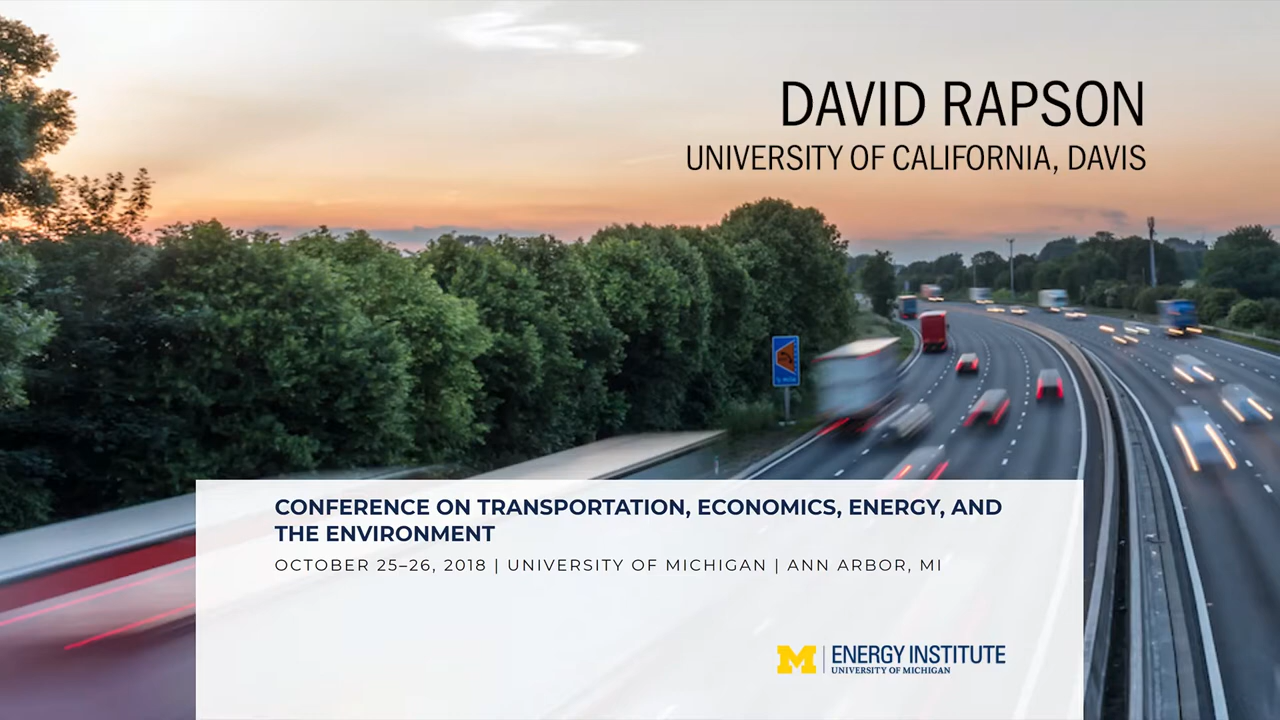 DAVID RAPSON
UNIVERSITY OF CALIFORNIA, DAVIS
CONFERENCE ON TRANSPORTATION, ECONOMICS, ENERGY, AND
THE ENVIRONMENT
OCTOBER 25–26, 2018 | UNIVERSITY OF MICHIGAN | ANN ARBOR, MI
M | ENERGY INSTITUTE
UNIVERSITY OF MICHIGAN